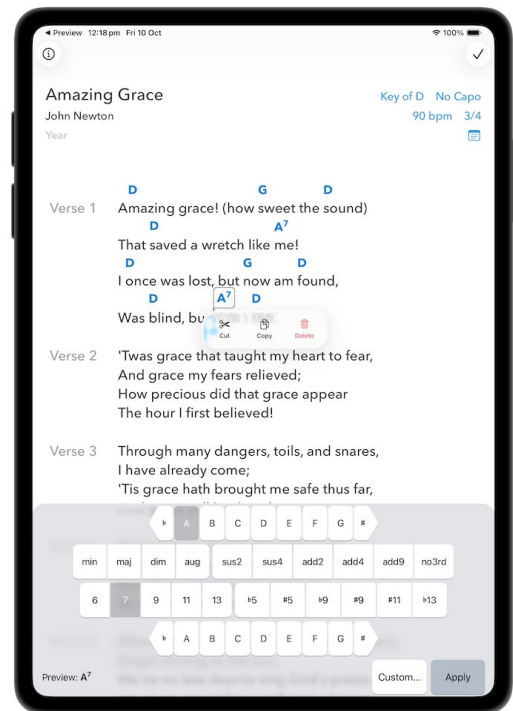 ◀ Preview 12:18 pm Fri 10 Oct 100%
Amazing Grace
Key of D No Capo
John Newton
90 bpm 3/4
Year
D G D
Verse 1 Amazing grace! (how sweet the sound)
D A7
That saved a wretch like me!
D G D
I once was lost, but now am found,
D A7 D
Was blind, bu
Cut Copy Delete
Verse 2 'Twas grace that taught my heart to fear,
And grace my fears relieved;
How precious did that grace appear
The hour I first believed!
Verse 3 Through many dangers, toils, and snares,
I have already come;
'Tis grace hath brought me safe thus far,
♭ A B C D E F G #
min maj dim aug sus2 sus4 add2 add4 add9 no3rd
6 7 9 11 13 ♭5 #5 ♭9 #9 #11 ♭13
♭ A B C D E F G #
Preview: A7
Custom... Apply